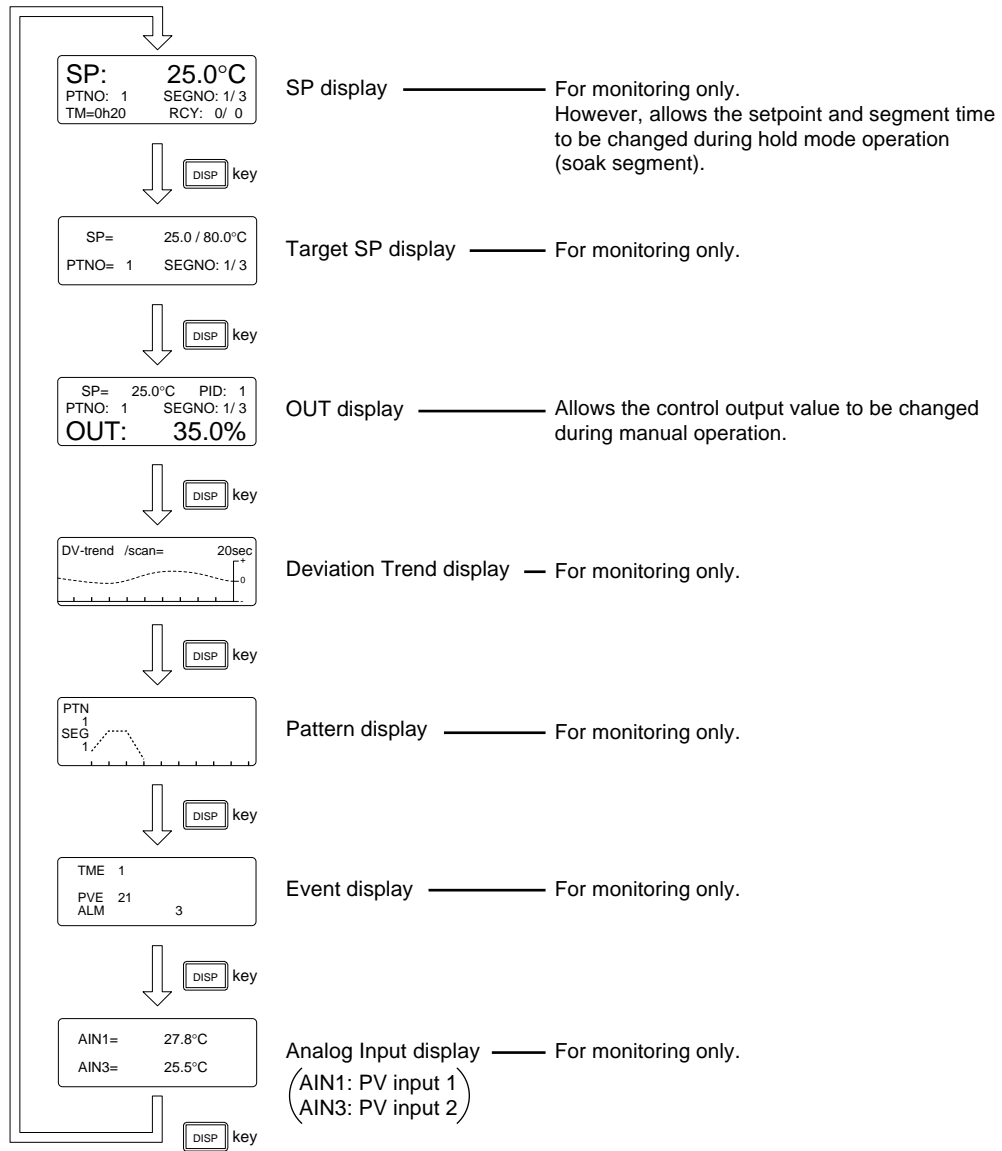 SP: 25.0°C
PTNO: 1 SEGNO: 1/ 3
TM=0h20 RCY: 0/ 0
SP display
For monitoring only.
However, allows the setpoint and segment time
to be changed during hold mode operation
(soak segment).
DISP key
SP= 25.0 / 80.0°C
PTNO= 1 SEGNO: 1/ 3
Target SP display
For monitoring only.
DISP key
SP= 25.0°C PID: 1
PTNO: 1 SEGNO: 1/ 3
OUT: 35.0%
OUT display
Allows the control output value to be changed
during manual operation.
DISP key
DV-trend /scan= 20sec
+
0
-
Deviation Trend display
For monitoring only.
DISP key
PTN
1
SEG
1
Pattern display
For monitoring only.
DISP key
TME 1
PVE 21
ALM 3
Event display
For monitoring only.
DISP key
AIN1= 27.8°C
AIN3= 25.5°C
Analog Input display
For monitoring only.
(AIN1: PV input 1
AIN3: PV input 2)
DISP key